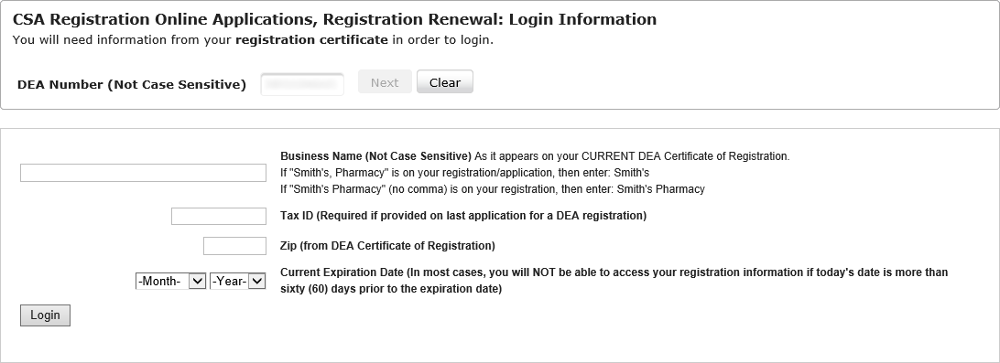 CSA Registration Online Applications, Registration Renewal: Login Information
You will need information from your registration certificate in order to login.
DEA Number (Not Case Sensitive) Next Clear
Business Name (Not Case Sensitive) As it appears on your CURRENT DEA Certificate of Registration.
If "Smith's, Pharmacy" is on your registration/application, then enter: Smith's
If "Smith's Pharmacy" (no comma) is on your registration, then enter: Smith's Pharmacy
Tax ID (Required if provided on last application for a DEA registration)
Zip (from DEA Certificate of Registration)
-Month- -Year- Current Expiration Date (In most cases, you will NOT be able to access your registration information if today's date is more than
sixty (60) days prior to the expiration date)
Login